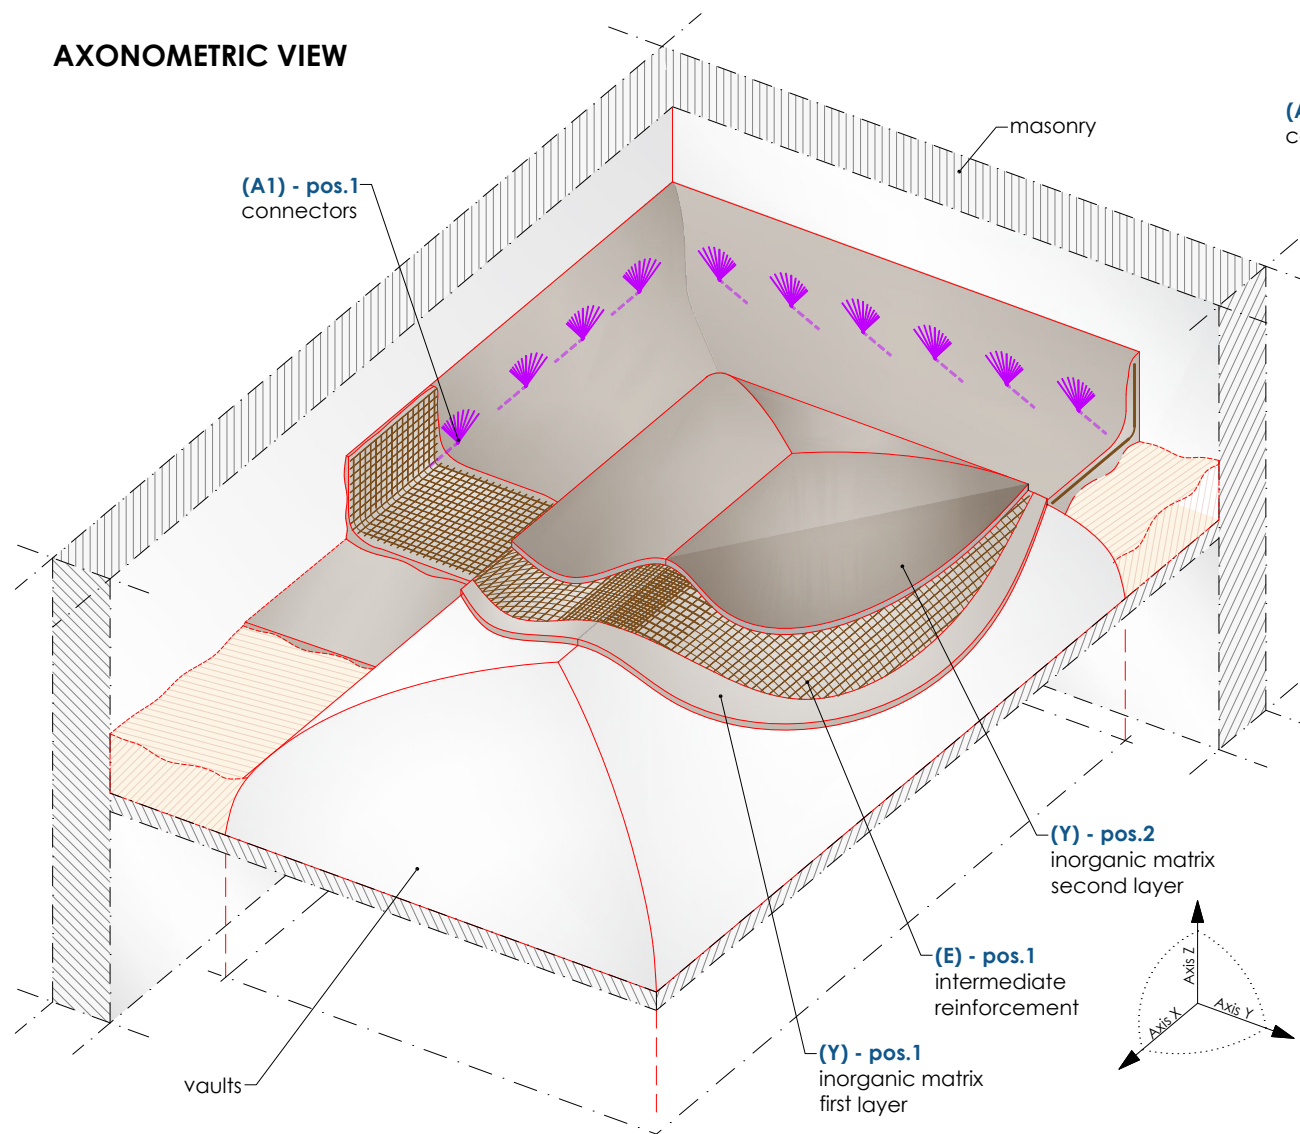 AXONOMETRIC VIEW
masonry
(A
c
(A1) - pos.1
connectors
(Y) - pos.2
inorganic matrix
second layer
(E) - pos.1
intermediate
reinforcement
(Y) - pos.1
inorganic matrix
first layer
vaults
Axis Z
Axis X
Axis Y